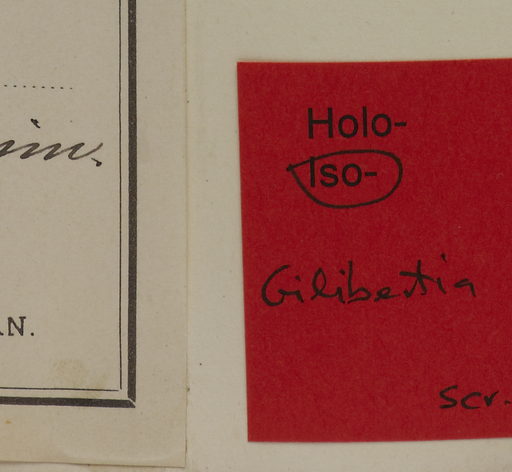 Holo-
Iso-
Gilibertia
scr.
N.